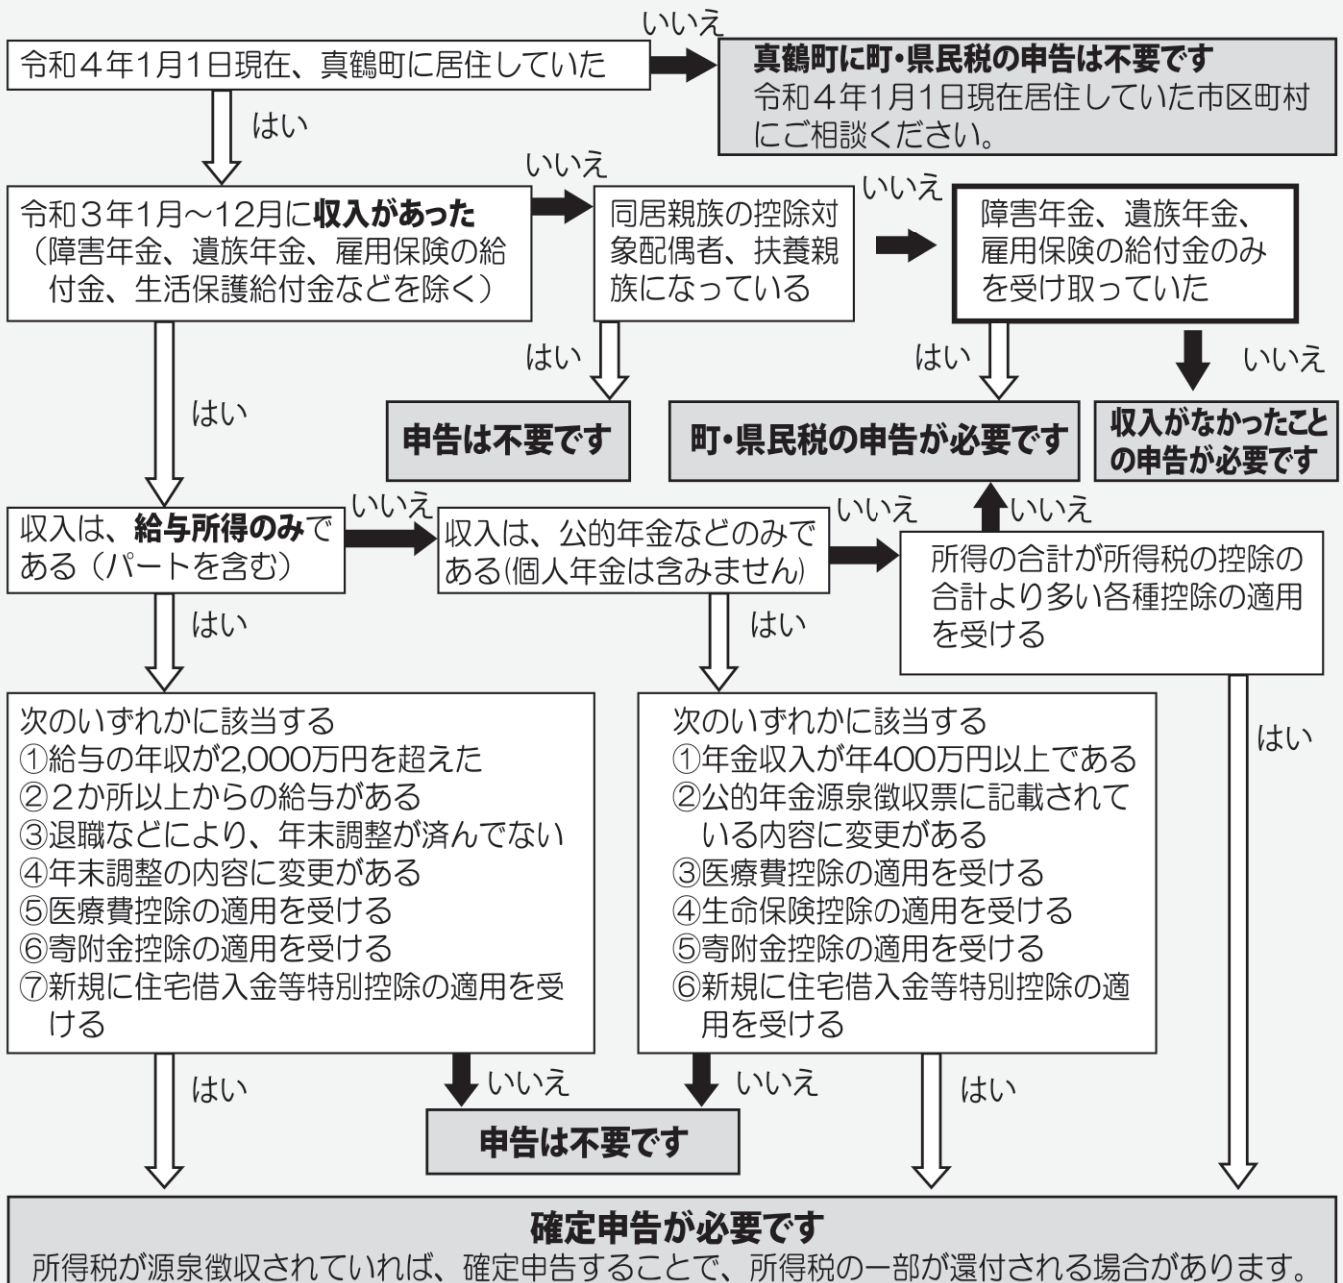 いいえ
令和4年1月1日現在、真鶴町に居住していた
真鶴町に町・県民税の申告は不要です
令和4年1月1日現在居住していた市区町村
にご相談ください。
はい
いいえ
いいえ
令和3年1月～12月に収入があった
（障害年金、遺族年金、雇用保険の給
付金、生活保護給付金などを除く）
同居親族の控除対
象配偶者、扶養親
族になっている
障害年金、遺族年金、
雇用保険の給付金のみ
を受け取っていた
はい
はい
はい
いいえ
申告は不要です
町・県民税の申告が必要です
収入がなかったこと
の申告が必要です
いいえ
いいえ
いいえ
収入は、給与所得のみで
ある（パートを含む）
収入は、公的年金などのみで
ある(個人年金は含みません)
所得の合計が所得税の控除の
合計より多い各種控除の適用
を受ける
はい
はい
はい
次のいずれかに該当する
①給与の年収が2,000万円を超えた
②2か所以上からの給与がある
③退職などにより、年末調整が済んでない
④年末調整の内容に変更がある
⑤医療費控除の適用を受ける
⑥寄附金控除の適用を受ける
⑦新規に住宅借入金等特別控除の適用を受
ける
次のいずれかに該当する
①年金収入が年400万円以上である
②公的年金源泉徴収票に記載されて
いる内容に変更がある
③医療費控除の適用を受ける
④生命保険控除の適用を受ける
⑤寄附金控除の適用を受ける
⑥新規に住宅借入金等特別控除の適
用を受ける
はい
いいえ
いいえ
はい
申告は不要です
確定申告が必要です
所得税が源泉徴収されていれば、確定申告することで、所得税の一部が還付される場合があります。